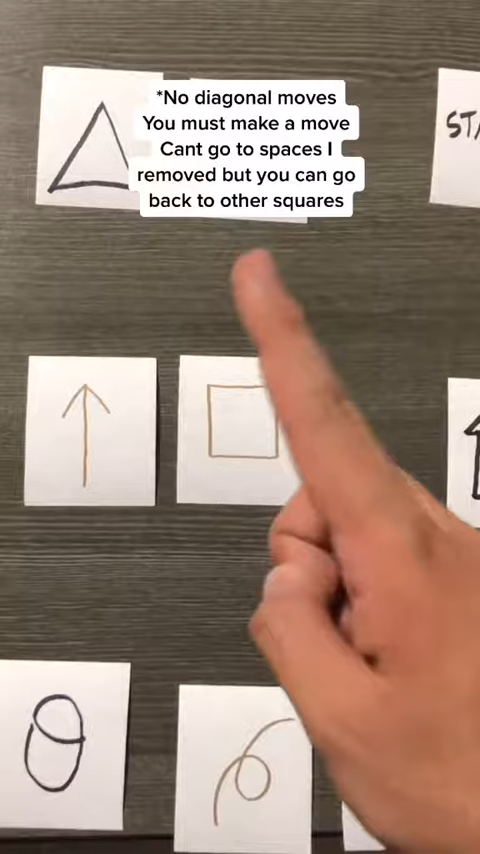 *No diagonal moves
You must make a move
Cant go to spaces I
removed but you can go
back to other squares